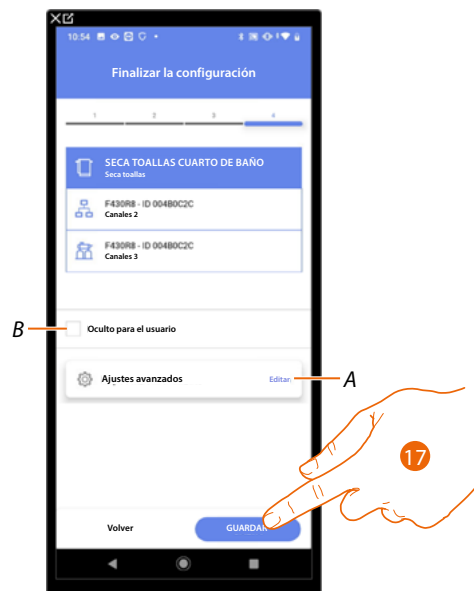 10:54
Finalizar la configuración
1 2 3 4
SECA TOALLAS CUARTO DE BAÑO
Seca toallas
F430R8 - ID 004B0C2C
Canales 2
F430R8 - ID 004B0C2C
Canales 3
B
Oculto para el usuario
Ajustes avanzados
Editar
A
17
Volver
GUARDAR